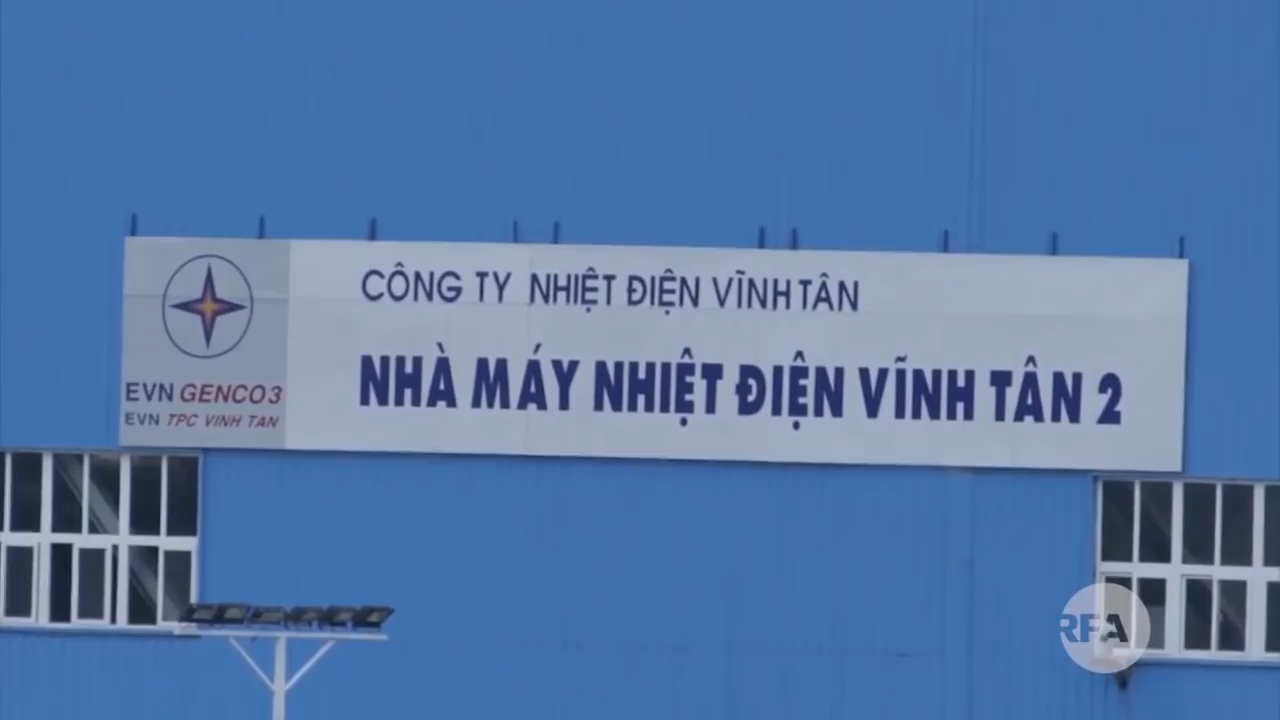 CÔNG TY NHIỆT ĐIỆN VĨNH TÂN
NHÀ MÁY NHIỆT ĐIỆN VĨNH TÂN 2
EVN GENCO3
EVN TPC VINH TAN
RFA